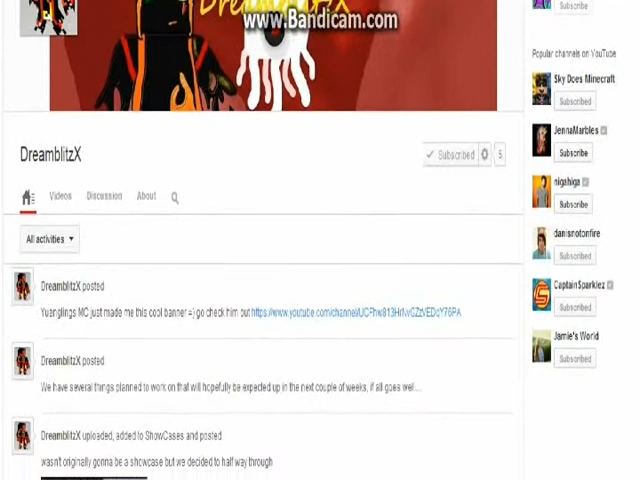 DreamblitzX
www.Bandicam.com
Subscribe
Popular channels on YouTube
Sky Does Minecraft
Subscribed
DreamblitzX
Subscribed
5
JennaMarbles
Subscribe
Videos
Discussion
About
nigahiga
Subscribe
All activities
danisnotonfire
Subscribed
DreamblitzX posted
CaptainSparklez
Subscribed
Yuanglings MC just made me this cool banner =) go check him out
Jamie's World
Subscribed
DreamblitzX posted
We have several things planned to work on that will hopefully be expected up in the next couple of weeks, if all goes well....
DreamblitzX uploaded, added to ShowCases and posted
wasn't originally gonna be a showcase but we decided to half way through